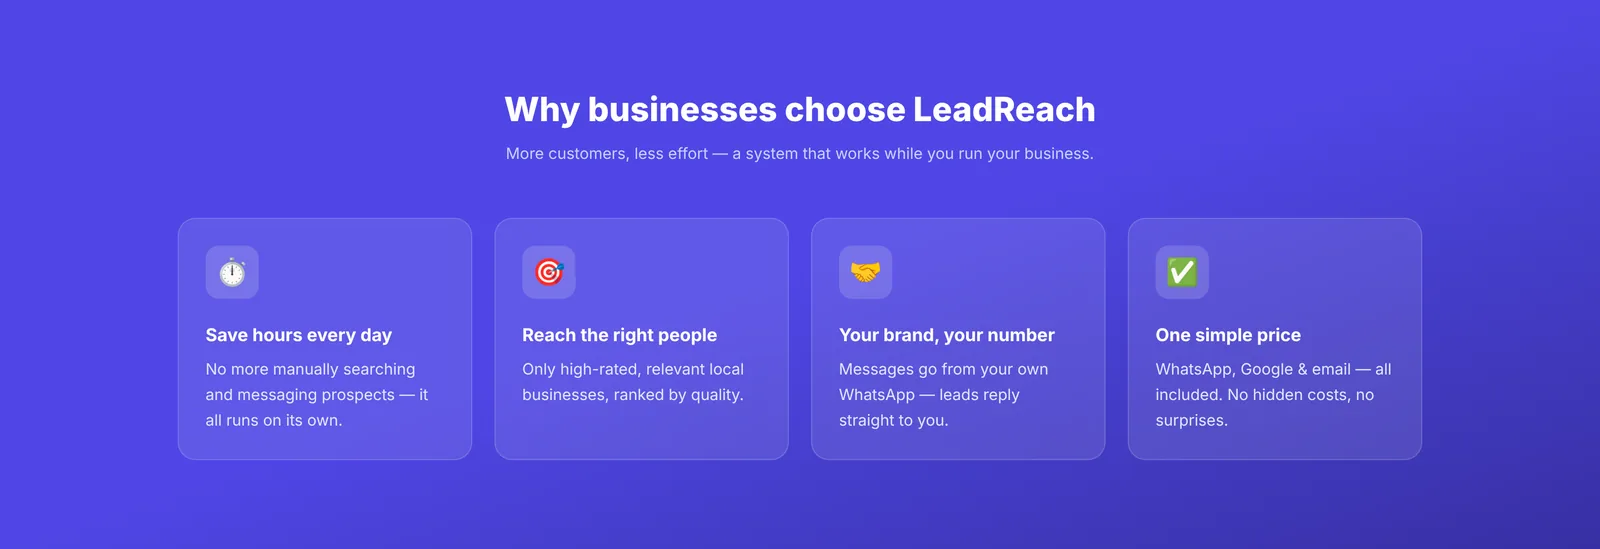 Why businesses choose LeadReach
More customers, less effort — a system that works while you run your business.
Save hours every day
No more manually searching
and messaging prospects — it
all runs on its own.
Reach the right people
Only high-rated, relevant local
businesses, ranked by quality.
Your brand, your number
Messages go from your own
WhatsApp — leads reply
straight to you.
One simple price
WhatsApp, Google & email — all
included. No hidden costs, no
surprises.